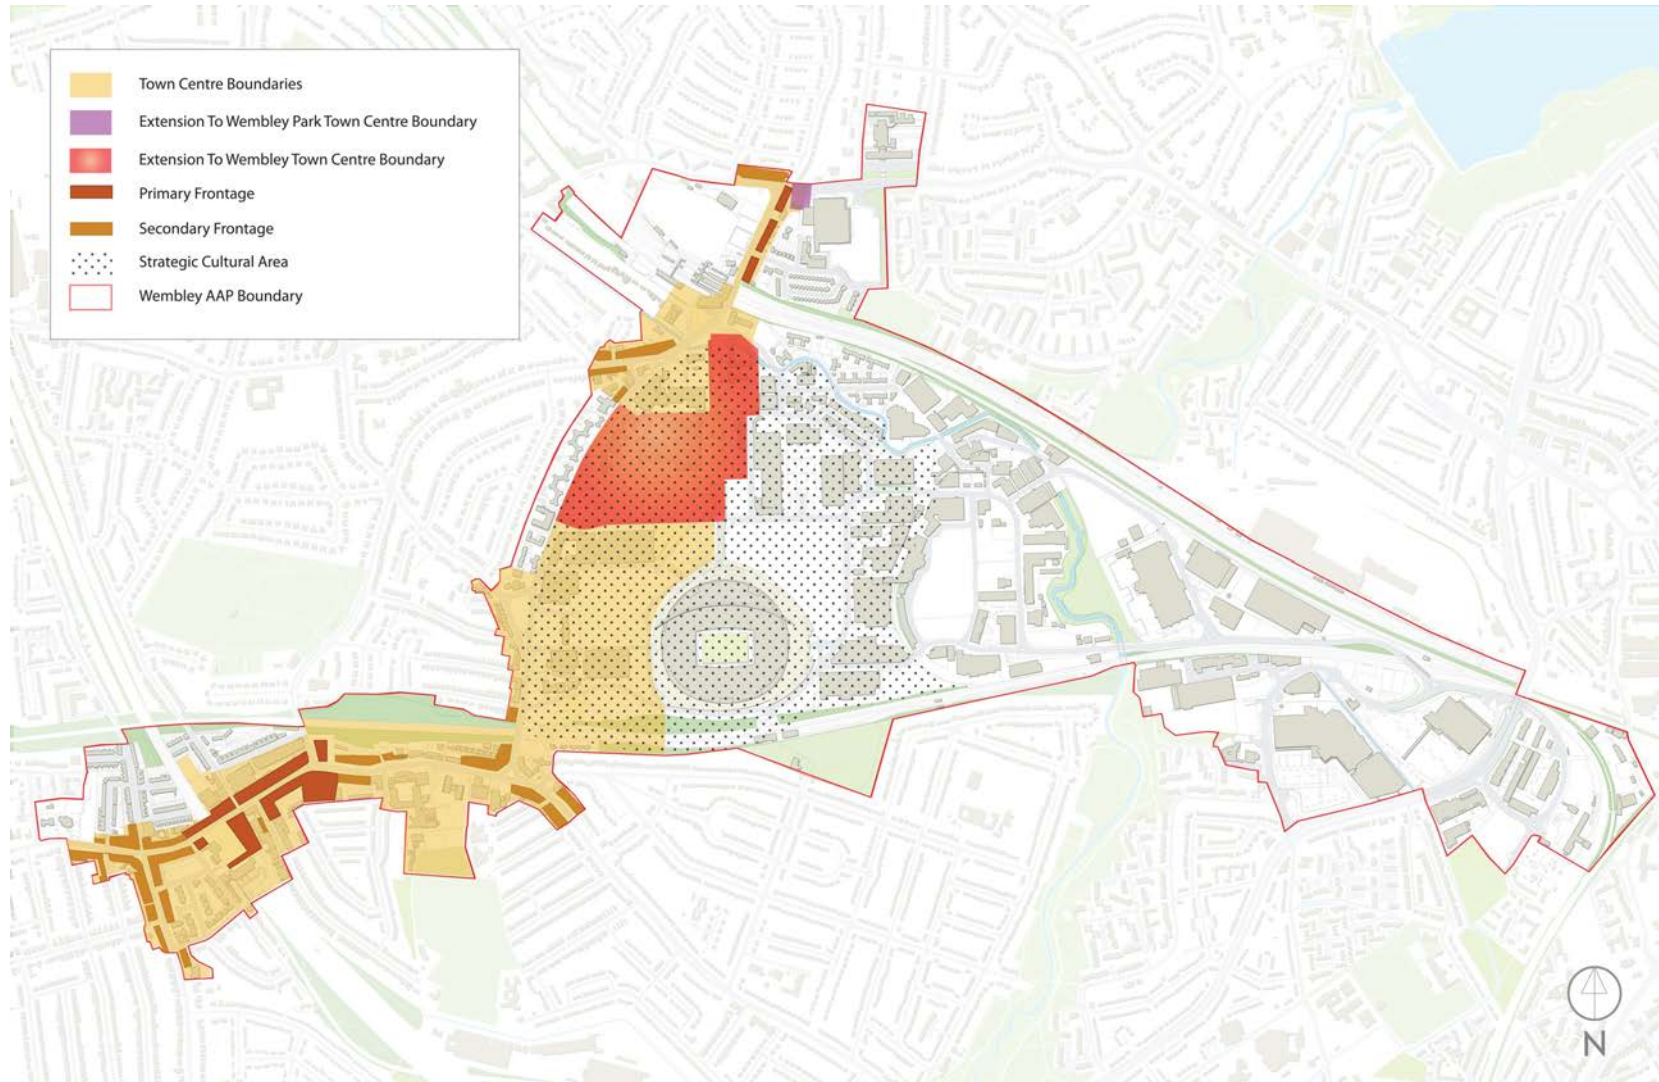 Town Centre Boundaries
Extension To Wembley Park Town Centre Boundary
Extension To Wembley Town Centre Boundary
Primary Frontage
Secondary Frontage
Strategic Cultural Area
Wembley AAP Boundary
N